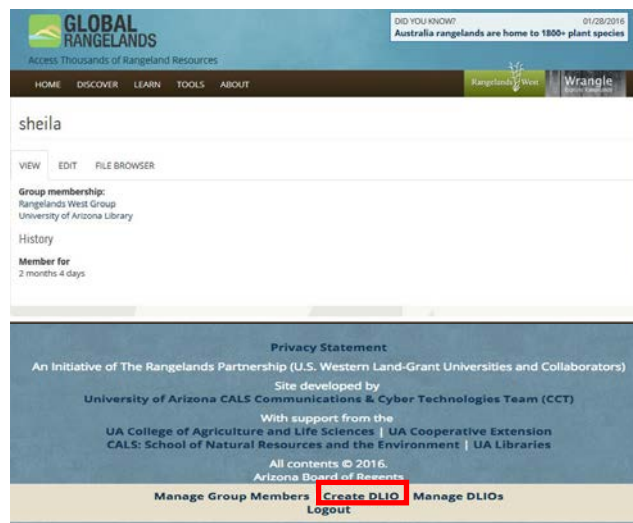 GLOBAL
RANGELANDS
Access Thousands of Rangeland Resources
DID YOU KNOW? 01/28/2016
Australia rangelands are home to 1800+ plant species
HOME DISCOVER LEARN TOOLS ABOUT
Rangelands West Wrangle
sheila
VIEW EDIT FILE BROWSER
Group membership:
Rangelands West Group
University of Arizona Library
History
Member for
2 months 4 days
Privacy Statement
An Initiative of The Rangelands Partnership (U.S. Western Land-Grant Universities and Collaborators)
Site developed by
University of Arizona CALS Communications & Cyber Technologies Team (CCT)
With support from the
UA College of Agriculture and Life Sciences | UA Cooperative Extension
CALS: School of Natural Resources and the Environment | UA Libraries
All contents © 2016.
Arizona Board of Regents
Manage Group Members Create DLIO Manage DLIOs
Logout